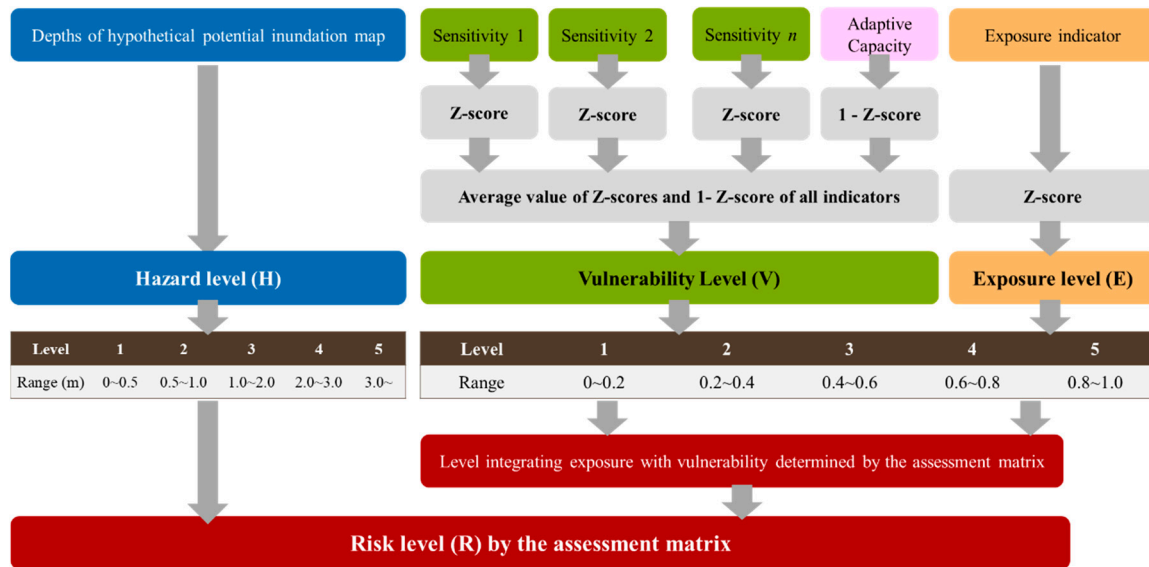 Depths of hypothetical potential inundation map
Sensitivity 1
Sensitivity 2
Sensitivity n
Adaptive
Capacity
Exposure indicator
Z-score
Z-score
Z-score
1 - Z-score
Average value of Z-scores and 1- Z-score of all indicators
Z-score
Hazard level (H)
Vulnerability Level (V)
Exposure level (E)
Level 1 2 3 4 5
Range (m) 0~0.5 0.5~1.0 1.0~2.0 2.0~3.0 3.0~
Level 1 2 3 4 5
Range 0~0.2 0.2~0.4 0.4~0.6 0.6~0.8 0.8~1.0
Level integrating exposure with vulnerability determined by the assessment matrix
Risk level (R) by the assessment matrix